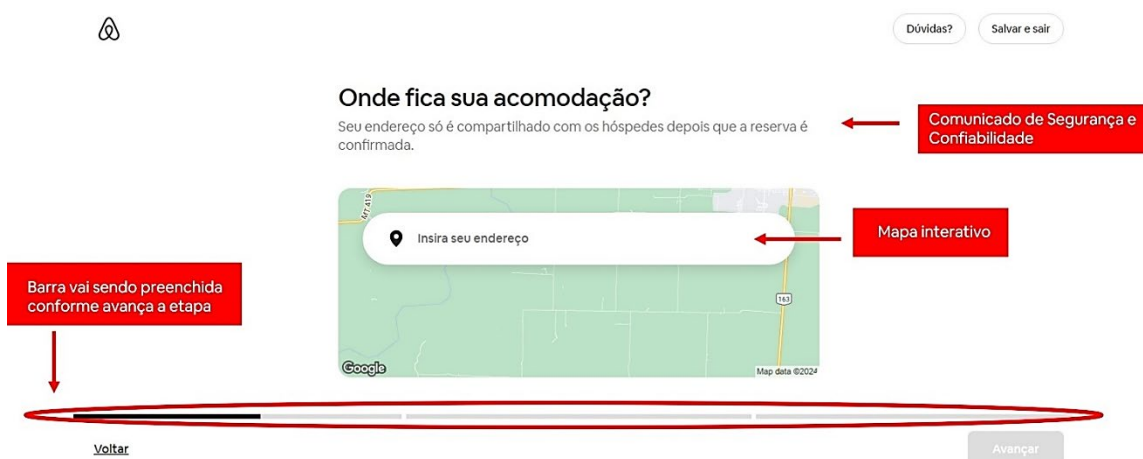 Dúvidas?
Salvar e sair
Onde fica sua acomodação?
Seu endereço só é compartilhado com os hóspedes depois que a reserva é
confirmada.
Comunicado de Segurança e
Confiabilidade
MT 419
Insira seu endereço
Mapa interativo
Barra vai sendo preenchida
conforme avança a etapa
163
Google
Map data ©2024
Voltar
Avançar